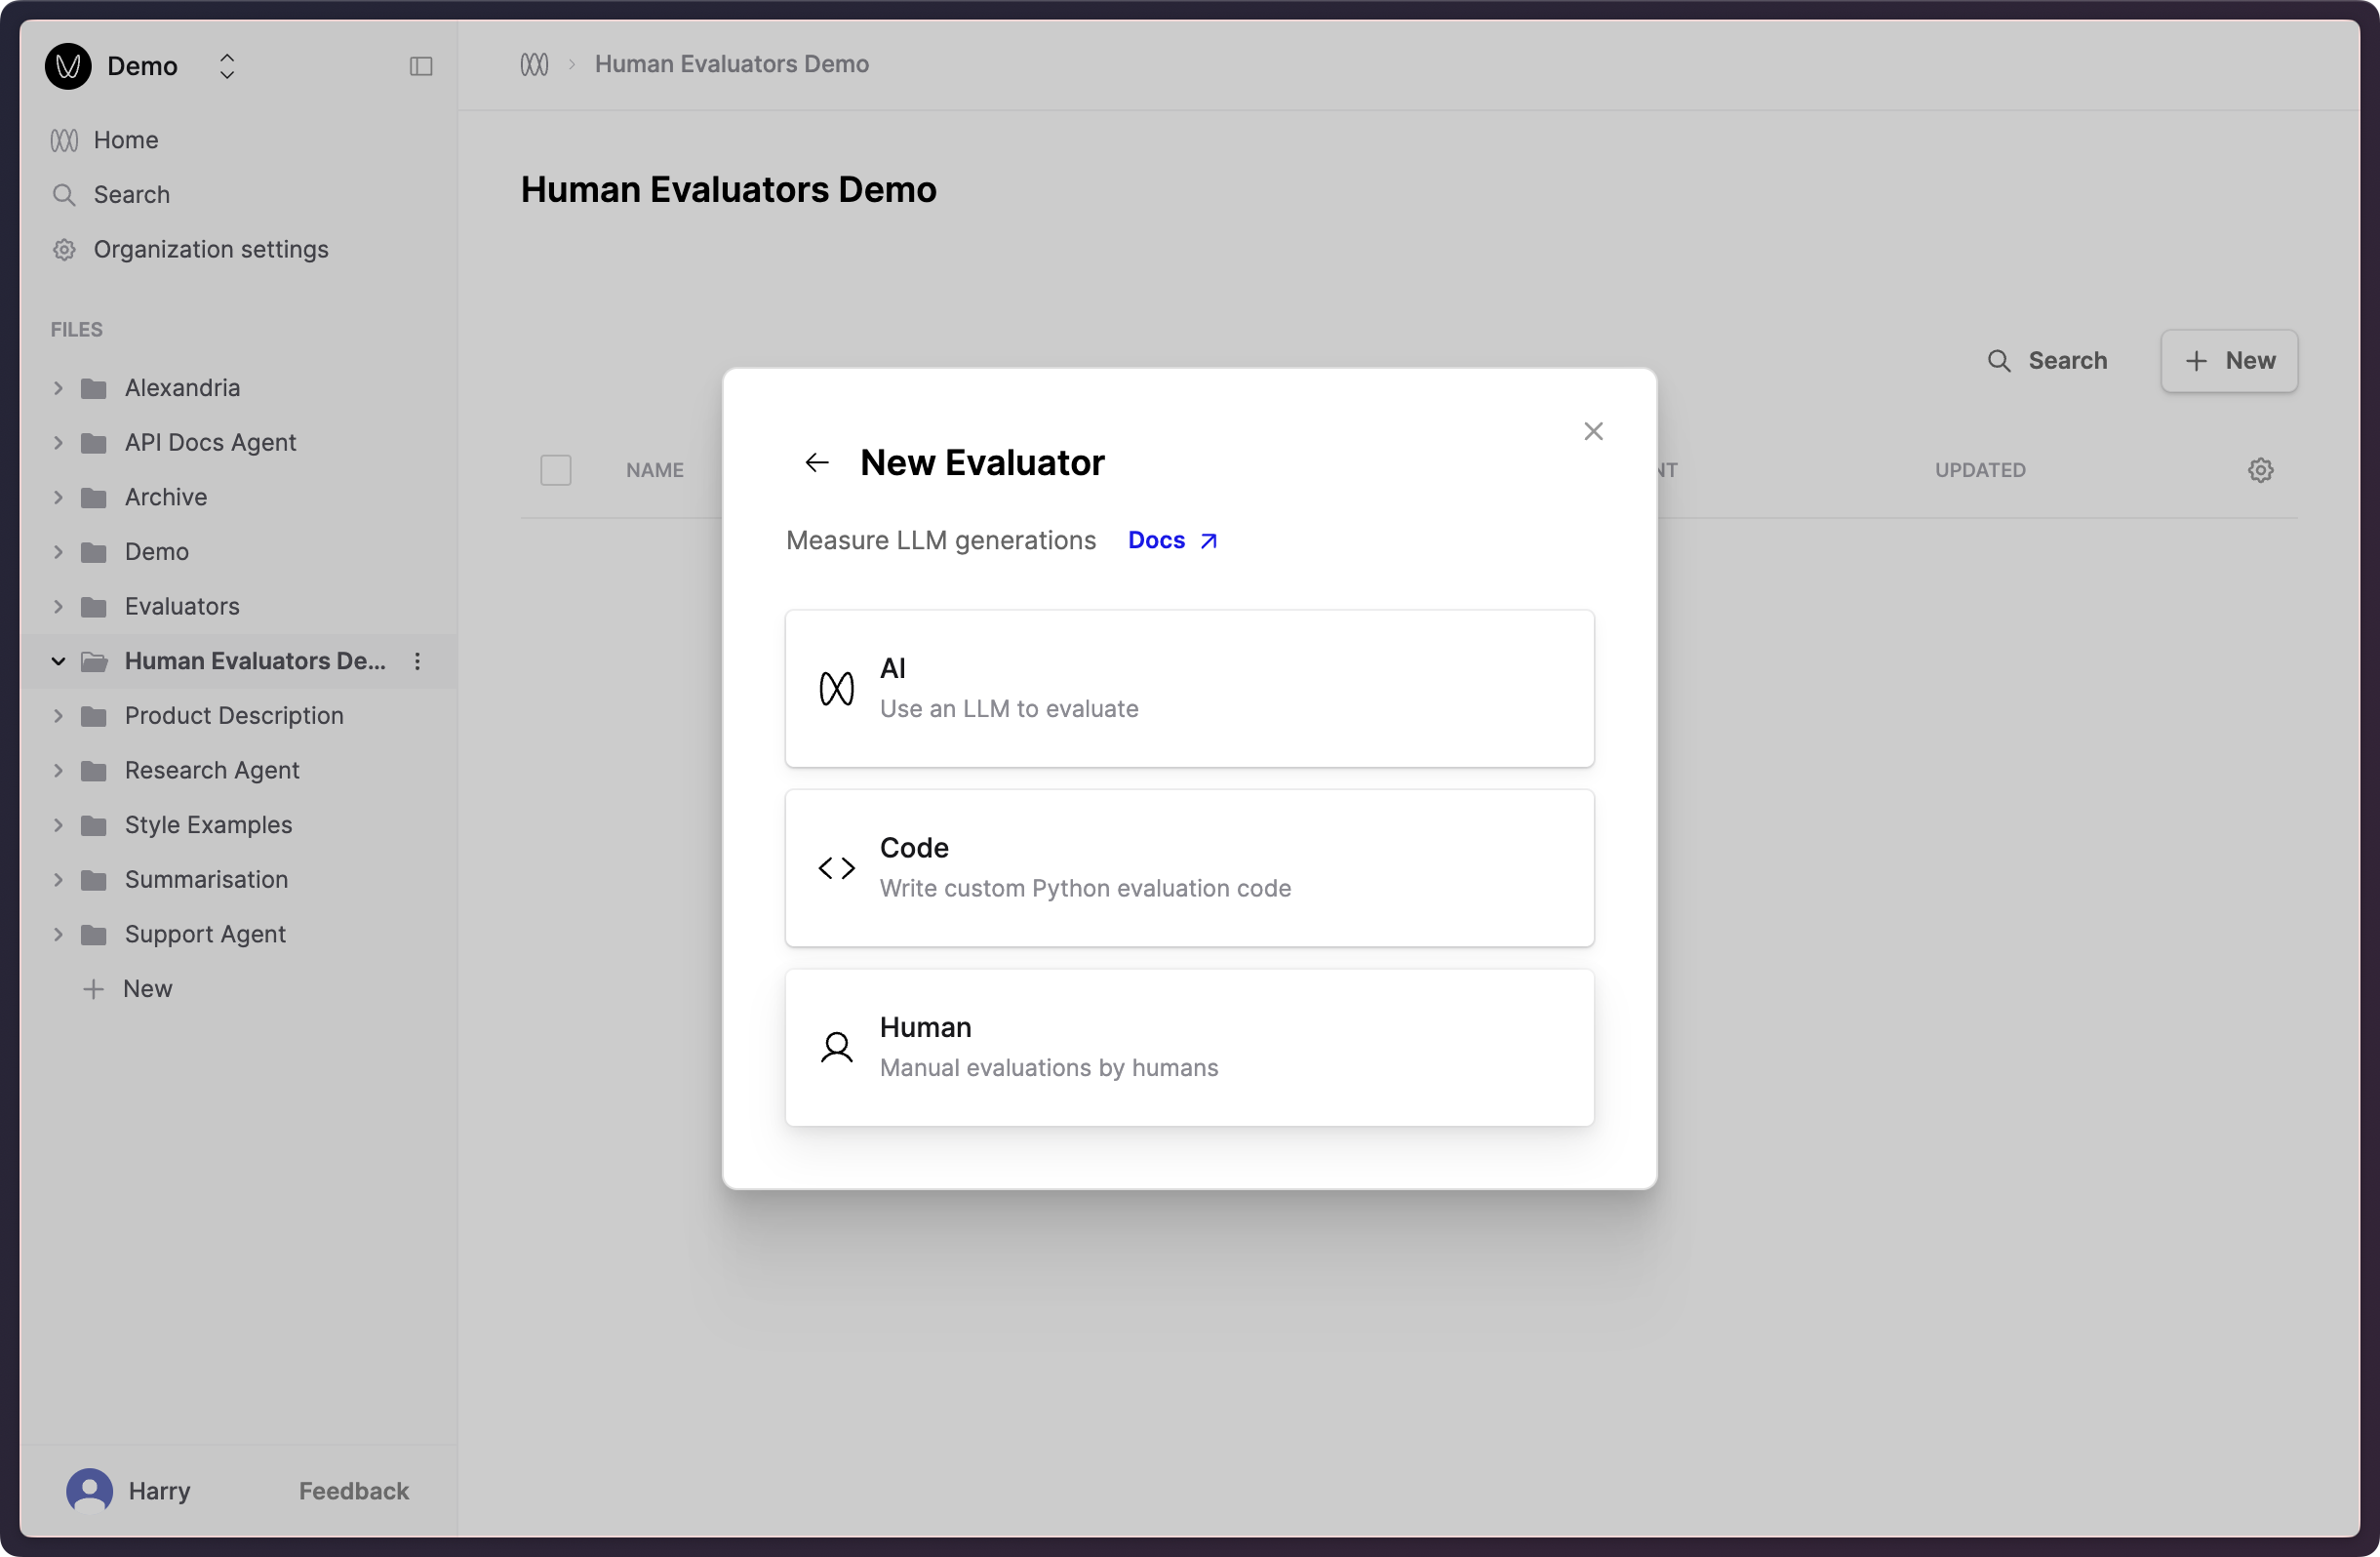 Demo
Home
Search
Organization settings
FILES
Alexandria
API Docs Agent
Archive
Demo
Evaluators
Human Evaluators De...
Product Description
Research Agent
Style Examples
Summarisation
Support Agent
New
Harry
Feedback
Human Evaluators Demo
Human Evaluators Demo
Search
New
NAME
NT
UPDATED
New Evaluator
Measure LLM generations Docs
AI
Use an LLM to evaluate
Code
Write custom Python evaluation code
Human
Manual evaluations by humans